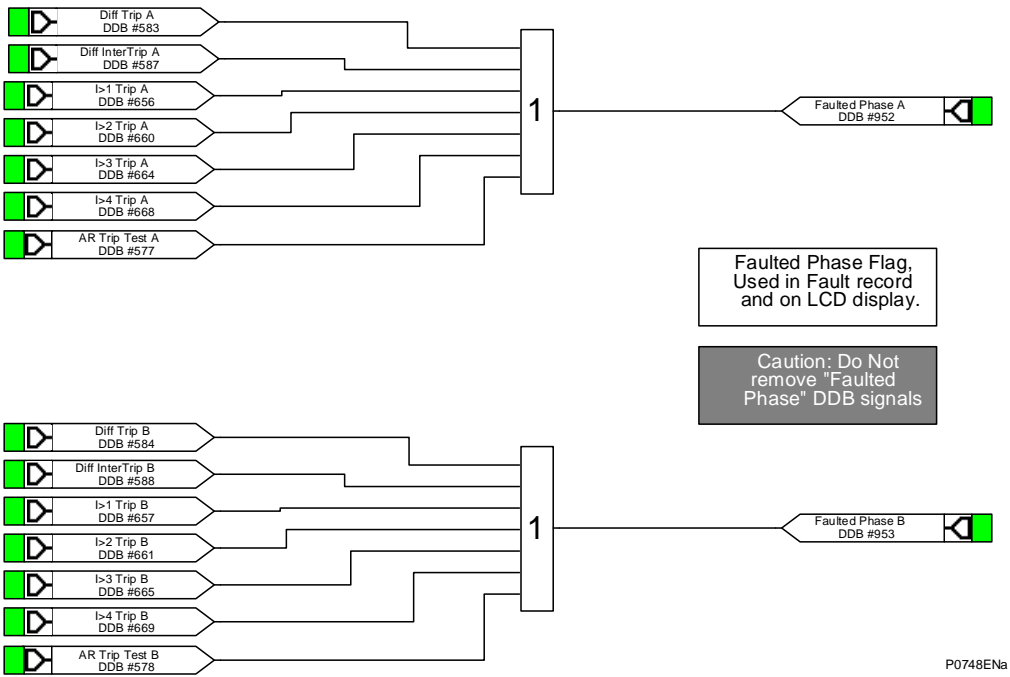 Diff Trip A
DDB #583
Diff InterTrip A
DDB #587
I>1 Trip A
DDB #656
I>2 Trip A
DDB #660
I>3 Trip A
DDB #664
I>4 Trip A
DDB #668
AR Trip Test A
DDB #577
1
Faulted Phase A
DDB #952
Faulted Phase Flag,
Used in Fault record
and on LCD display.
Caution: Do Not
remove "Faulted
Phase" DDB signals
Diff Trip B
DDB #584
Diff InterTrip B
DDB #588
I>1 Trip B
DDB #657
I>2 Trip B
DDB #661
I>3 Trip B
DDB #665
I>4 Trip B
DDB #669
AR Trip Test B
DDB #578
1
Faulted Phase B
DDB #953
P0748ENa